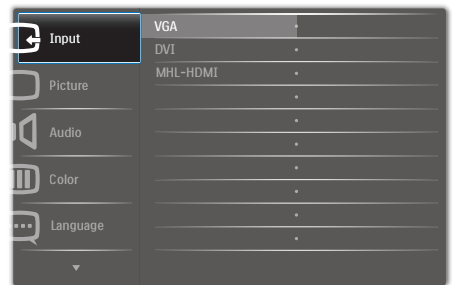 Input
Picture
Audio
Color
Language
VGA
DVI
MHL-HDMI